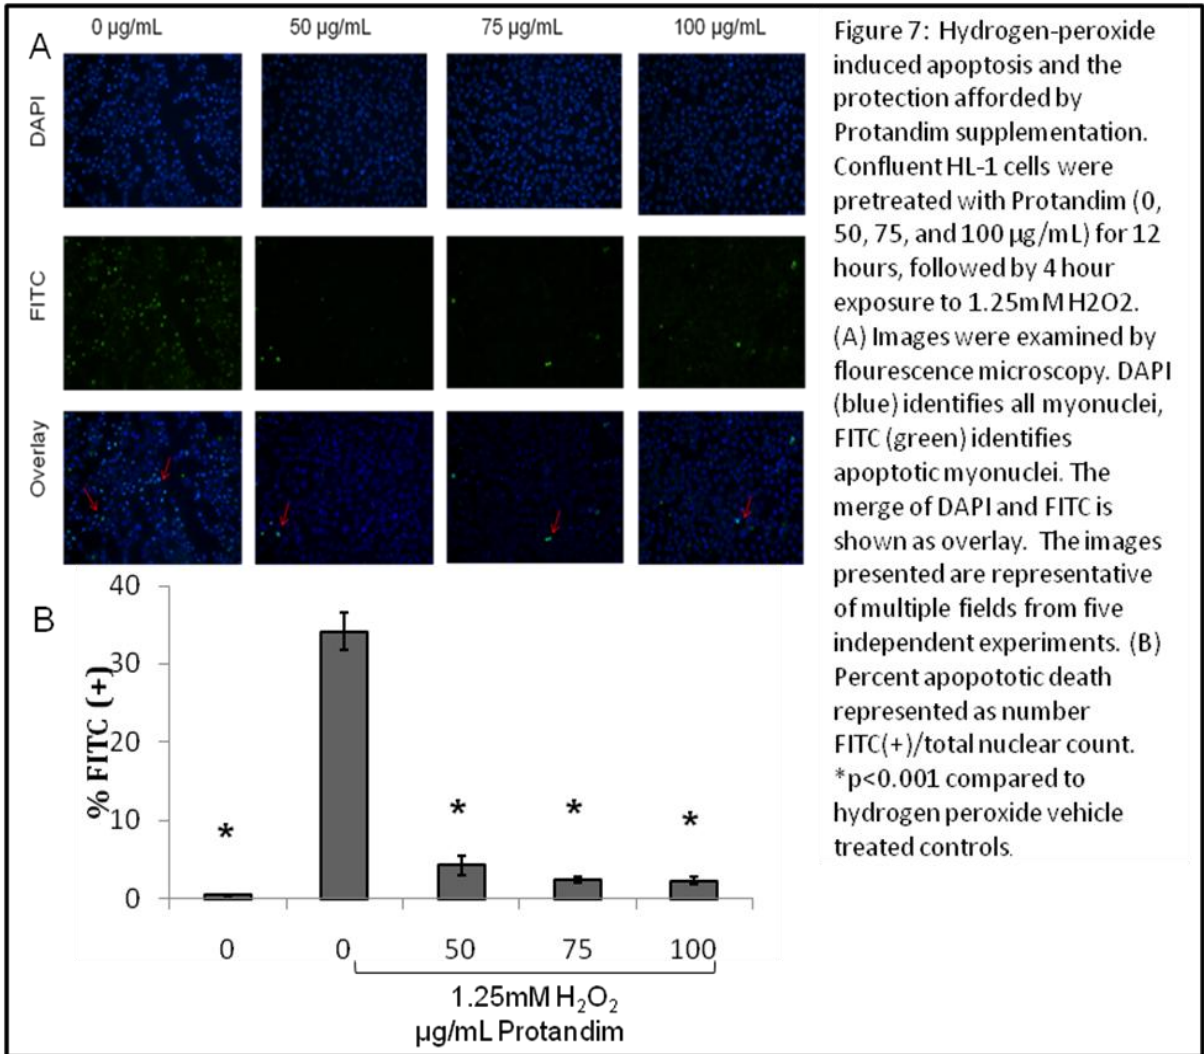 0 µg/mL 50 µg/mL 75 µg/mL 100 µg/mL
A
DAPI
FITC
Overlay
B
% FITC (+)
40
30
20
10
0
*
*
*
*
0 0 50 75 100
1.25mM H₂O₂
µg/mL Protandim
Figure 7: Hydrogen-peroxide
induced apoptosis and the
protection afforded by
Protandim supplementation.
Confluent HL-1 cells were
pretreated with Protandim (0,
50, 75, and 100 µg/mL) for 12
hours, followed by 4 hour
exposure to 1.25mM H2O2.
(A) Images were examined by
flourescence microscopy. DAPI
(blue) identifies all myonuclei,
FITC (green) identifies
apoptotic myonuclei. The
merge of DAPI and FITC is
shown as overlay. The images
presented are representative
of multiple fields from five
independent experiments. (B)
Percent apopototic death
represented as number
FITC(+)/total nuclear count.
*p<0.001 compared to
hydrogen peroxide vehicle
treated controls.